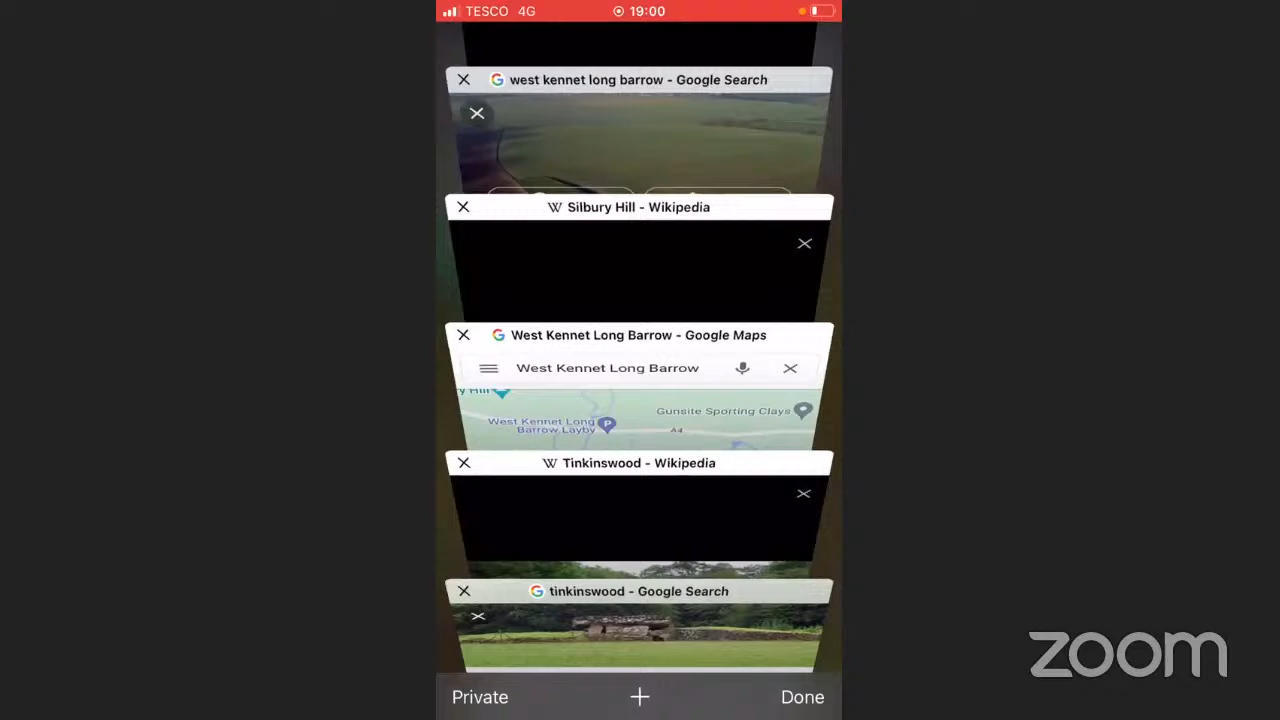 TESCO 4G 19:00
west kennet long barrow - Google Search
Silbury Hill - Wikipedia
West Kennet Long Barrow - Google Maps
West Kennet Long Barrow
Gunsite Sporting Clays
West Kennet Long
Barrow Layby
P
A4
Tinkinswood - Wikipedia
tinkinswood - Google Search
Private
Done
zoom